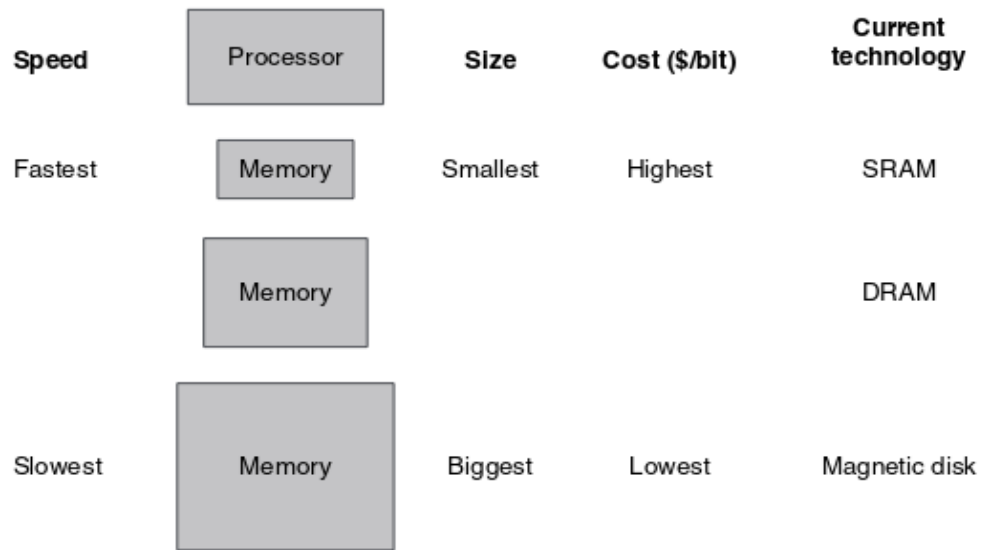 Speed Processor Size Cost ($/bit) Current technology
Fastest Memory Smallest Highest SRAM
Memory DRAM
Slowest Memory Biggest Lowest Magnetic disk